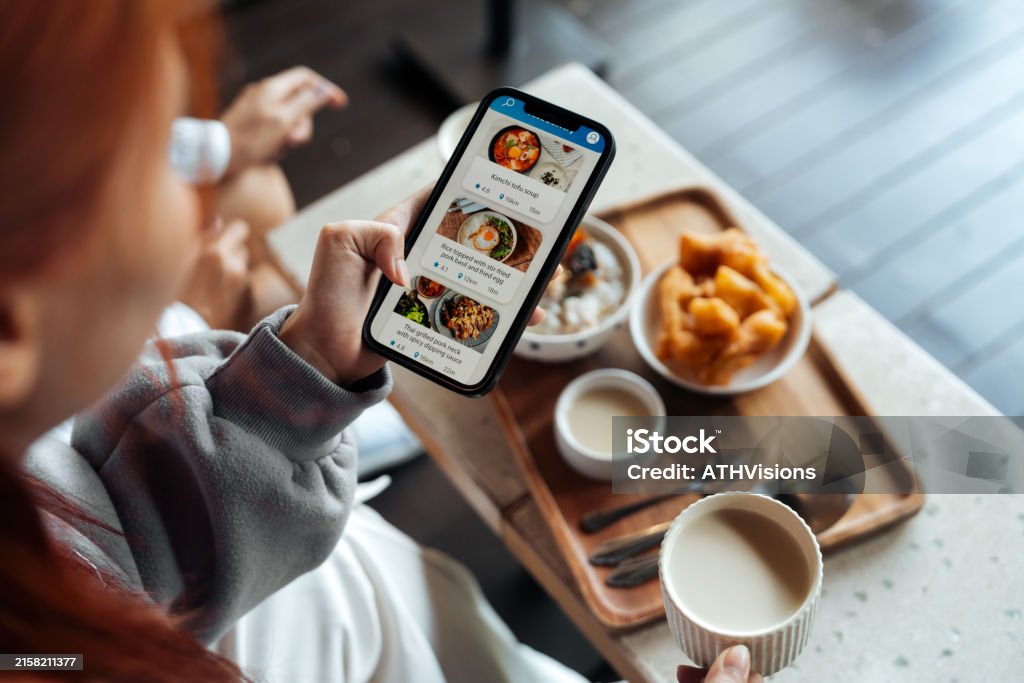 Kimchi tofu soup
4.6 10km 15m
Rice topped with stir-fried
pork basil and fried egg
4.1 12km 18m
Thai grilled pork neck
with spicy dipping sauce
4.8 16km 22m
iStock™
Credit: ATHVisions
2158211377